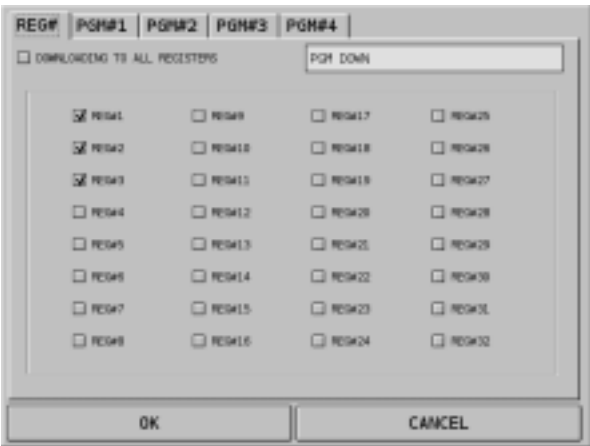 REG# PGM#1 PGM#2 PGM#3 PGM#4
DOWNLOADING TO ALL REGISTERS PGM DOWN
REG#1 REG#9 REG#17 REG#25
REG#2 REG#10 REG#18 REG#26
REG#3 REG#11 REG#19 REG#27
REG#4 REG#12 REG#20 REG#28
REG#5 REG#13 REG#21 REG#29
REG#6 REG#14 REG#22 REG#30
REG#7 REG#15 REG#23 REG#31
REG#8 REG#16 REG#24 REG#32
OK CANCEL